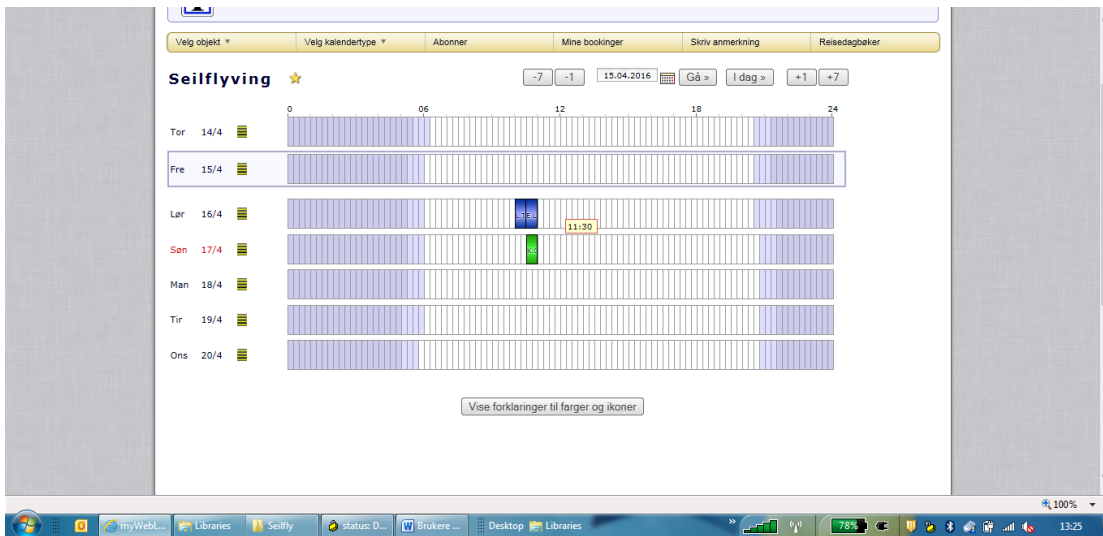 Velg objekt ▼ Velg kalendertype ▼ Abonner Mine bookinger Skriv anmerkning Reisedagbøker
Seilflyving -7 -1 15.04.2016 Gå » I dag » +1 +7
0 06 12 18 24
Tor 14/4
Fre 15/4
Lør 16/4
11:30
Søn 17/4
Man 18/4
Tir 19/4
Ons 20/4
Vise forklaringer til farger og ikoner
100%
myWebL... Libraries Seilfly status: D... Brukere ... Desktop Libraries » 78% 13:25